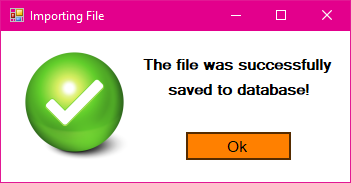 Importing File
The file was successfully
saved to database!
Ok